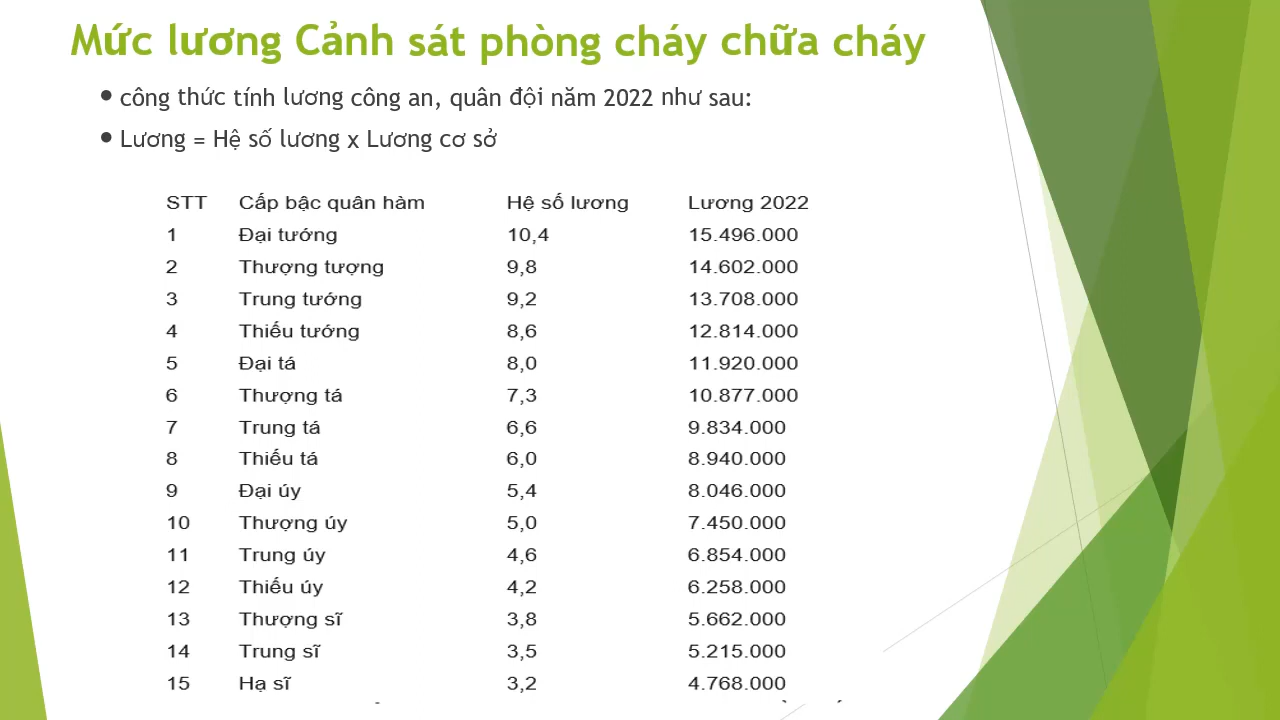 Mức lương Cảnh sát phòng cháy chữa cháy
• công thức tính lương công an, quân đội năm 2022 như sau:
• Lương = Hệ số lương x Lương cơ sở
STT Cấp bậc quân hàm Hệ số lương Lương 2022
1 Đại tướng 10,4 15.496.000
2 Thượng tượng 9,8 14.602.000
3 Trung tướng 9,2 13.708.000
4 Thiếu tướng 8,6 12.814.000
5 Đại tá 8,0 11.920.000
6 Thượng tá 7,3 10.877.000
7 Trung tá 6,6 9.834.000
8 Thiếu tá 6,0 8.940.000
9 Đại úy 5,4 8.046.000
10 Thượng úy 5,0 7.450.000
11 Trung úy 4,6 6.854.000
12 Thiếu úy 4,2 6.258.000
13 Thượng sĩ 3,8 5.662.000
14 Trung sĩ 3,5 5.215.000
15 Hạ sĩ 3,2 4.768.000